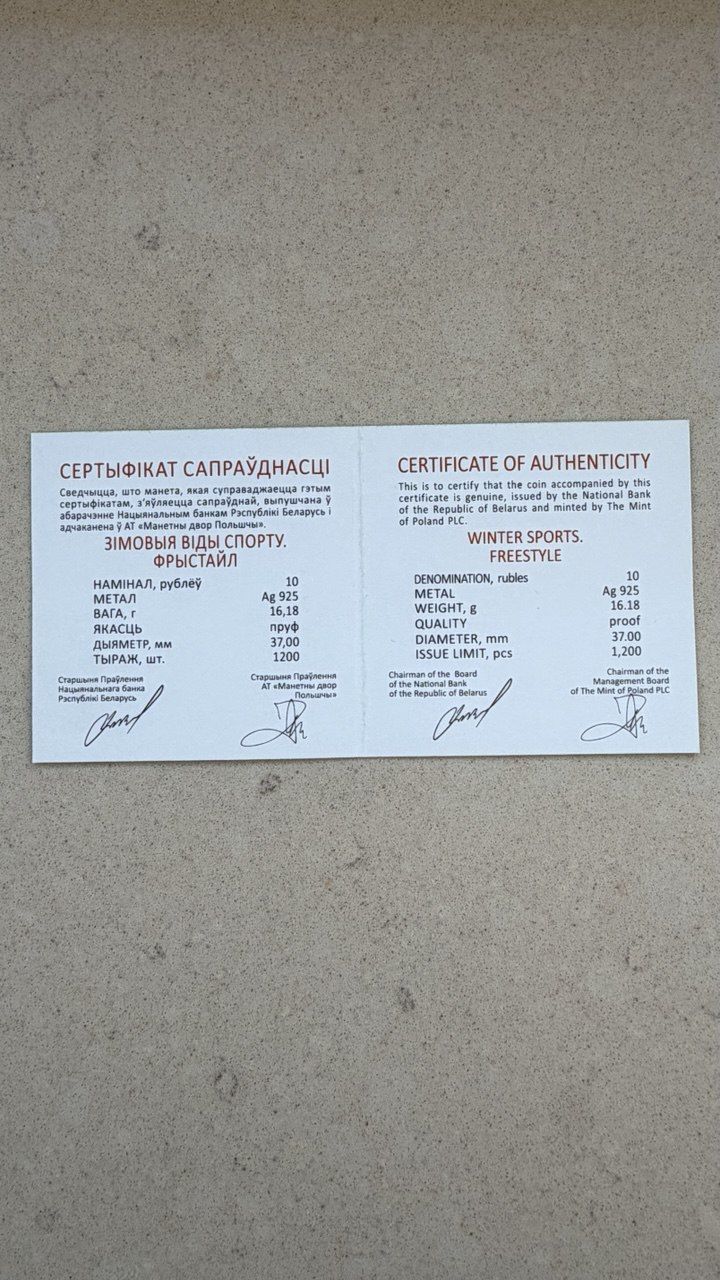 СЕРТЫФІКАТ САПРАЎДНАСЦІ
Сведчыцца, што манета, якая суправаджаецца гэтым
сертыфікатам, з'яўляецца сапраўднай, выпушчана ў
абарачэнне Нацыянальным банкам Рэспублікі Беларусь і
адчаканена ў АТ «Манетны двор Польшчы».
ЗІМОВЫЯ ВІДЫ СПОРТУ.
ФРЫСТАЙЛ
НАМІНАЛ, рублёў 10
МЕТАЛ Ag 925
ВАГА, г 16,18
ЯКАСЦЬ пруф
ДЫЯМЕТР, мм 37,00
ТЫРАЖ, шт. 1200
Старшыня Праўлення
Нацыянальнага банка
Рэспублікі Беларусь
Старшыня Праўлення
АТ «Манетны двор
Польшчы»
CERTIFICATE OF AUTHENTICITY
This is to certify that the coin accompanied by this
certificate is genuine, issued by the National Bank
of the Republic of Belarus and minted by The Mint
of Poland PLC.
WINTER SPORTS.
FREESTYLE
DENOMINATION, rubles 10
METAL Ag 925
WEIGHT, g 16.18
QUALITY proof
DIAMETER, mm 37.00
ISSUE LIMIT, pcs 1,200
Chairman of the Board
of the National Bank
of the Republic of Belarus
Chairman of the
Management Board
of The Mint of Poland PLC